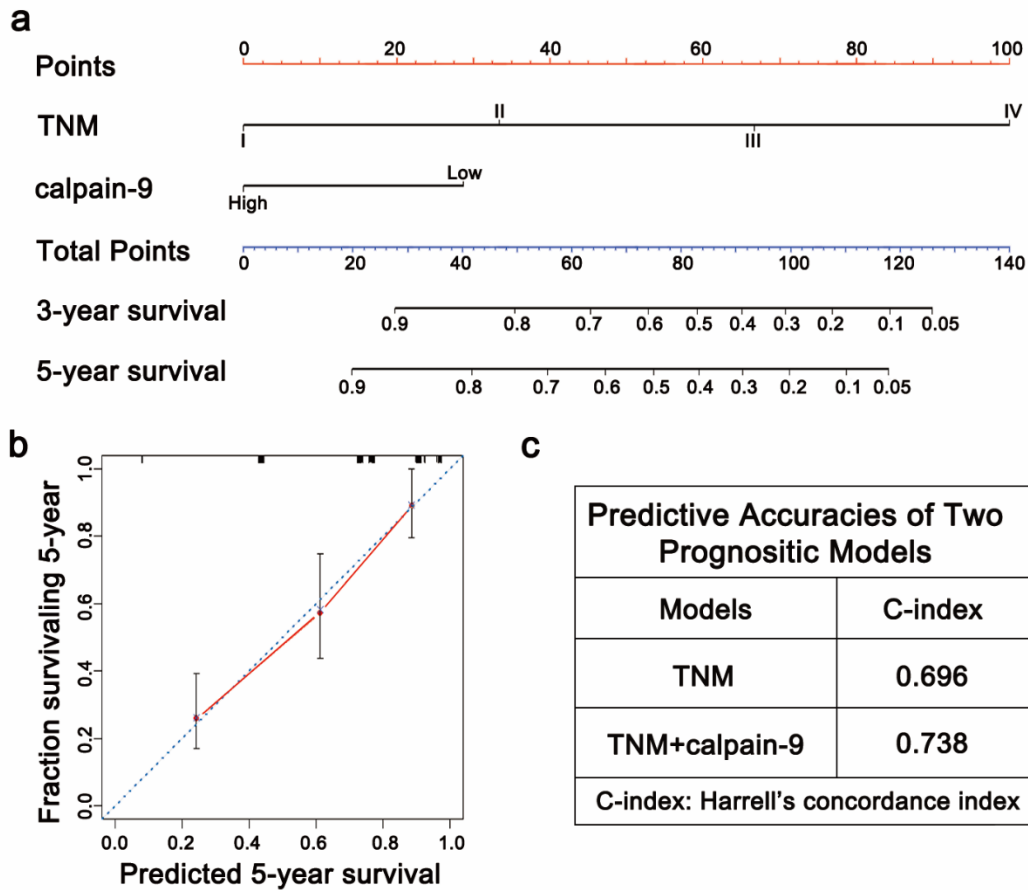 a
Points
0 20 40 60 80 100
TNM
I II III IV
calpain-9
High Low
Total Points
0 20 40 60 80 100 120 140
3-year survival
0.9 0.8 0.7 0.6 0.5 0.4 0.3 0.2 0.1 0.05
5-year survival
0.9 0.8 0.7 0.6 0.5 0.4 0.3 0.2 0.1 0.05
b
Fraction survivaling 5-year
1.0
0.8
0.6
0.4
0.2
0.0
0.0 0.2 0.4 0.6 0.8 1.0
Predicted 5-year survival
c
Predictive Accuracies of Two
Prognositic Models
Models C-index
TNM 0.696
TNM+calpain-9 0.738
C-index: Harrell's concordance index